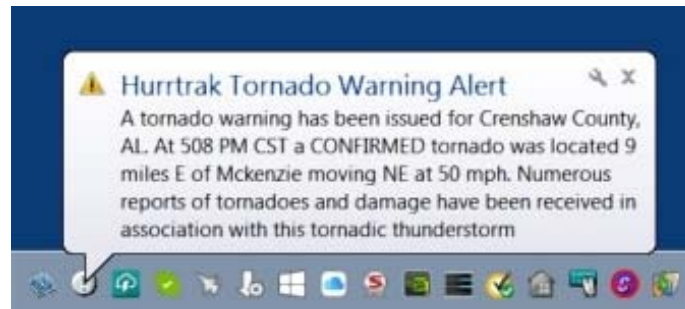 Hurrtrak Tornado Warning Alert
A tornado warning has been issued for Crenshaw County,
AL. At 508 PM CST a CONFIRMED tornado was located 9
miles E of Mckenzie moving NE at 50 mph. Numerous
reports of tornadoes and damage have been received in
association with this tornadic thunderstorm